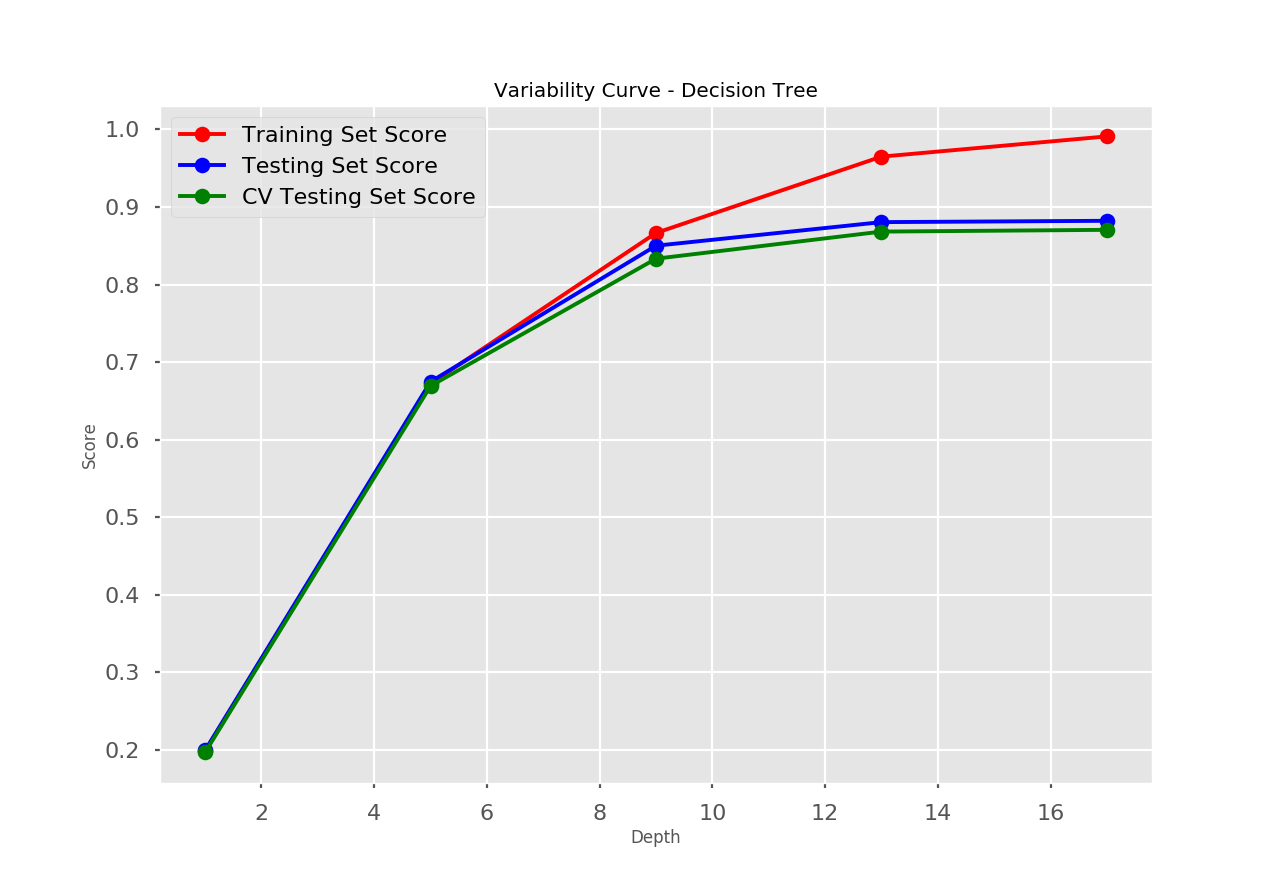 Variability Curve - Decision Tree
Training Set Score
Testing Set Score
CV Testing Set Score
1.0
0.9
0.8
0.7
0.6
0.5
0.4
0.3
0.2
Score
2 4 6 8 10 12 14 16
Depth